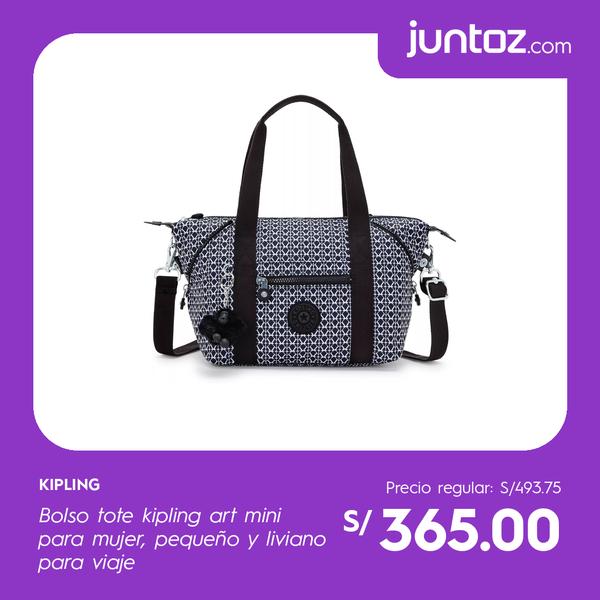 juntoz.com
KIPLING
Bolso tote kipling art mini
para mujer, pequeño y liviano
para viaje
Precio regular: S/493.75
S/ 365.00